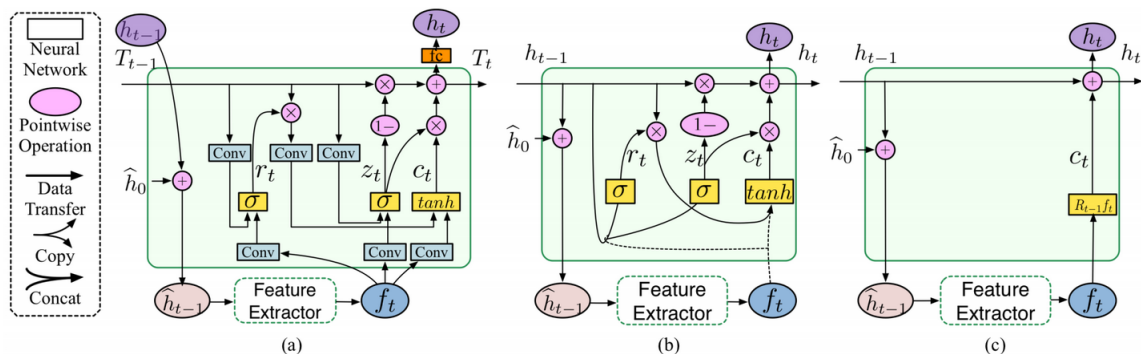 Neural
Network
Pointwise
Operation
Data
Transfer
Copy
Concat
h_{t-1}
T_{t-1}
h_t
fc
T_t
×
+
×
1−
×
Conv
Conv
Conv
r_t
z_t
c_t
ĥ_0
+
σ
σ
tanh
Conv
Conv
Conv
ĥ_{t-1}
Feature
Extractor
f_t
(a)
h_{t-1}
h_t
h_t
×
+
+
×
1−
×
ĥ_0
r_t
z_t
c_t
σ
σ
tanh
ĥ_{t-1}
Feature
Extractor
f_t
(b)
h_{t-1}
h_t
h_t
+
+
ĥ_0
c_t
R_{t-1}f_t
ĥ_{t-1}
Feature
Extractor
f_t
(c)